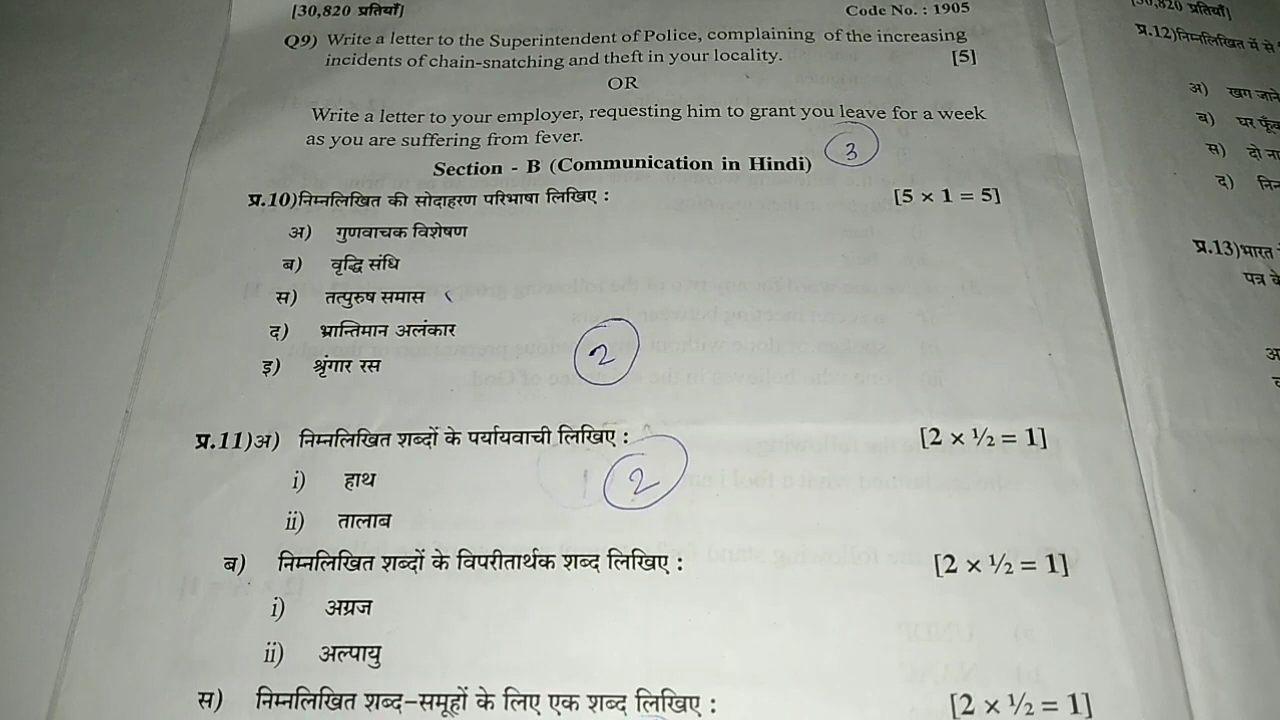 [30,820 प्रतियाँ]
Code No. : 1905
Q9) Write a letter to the Superintendent of Police, complaining of the increasing
incidents of chain-snatching and theft in your locality. [5]
OR
Write a letter to your employer, requesting him to grant you leave for a week
as you are suffering from fever.
3
Section - B (Communication in Hindi)
प्र.10)निम्नलिखित की सोदाहरण परिभाषा लिखिए : [5 × 1 = 5]
अ) गुणवाचक विशेषण
ब) वृद्धि संधि
स) तत्पुरुष समास
द) भ्रान्तिमान अलंकार
इ) श्रृंगार रस
2
प्र.11)अ) निम्नलिखित शब्दों के पर्यायवाची लिखिए : [2 × ½ = 1]
i) हाथ
2
ii) तालाब
ब) निम्नलिखित शब्दों के विपरीतार्थक शब्द लिखिए : [2 × ½ = 1]
i) अग्रज
ii) अल्पायु
स) निम्नलिखित शब्द-समूहों के लिए एक शब्द लिखिए : [2 × ½ = 1]
प्रतियाँ]
प्र.12)निम्नलिखित में से
अ) खग जाने
ब) घर फूँक
स) दो ना
द)
प्र.13)भारत
पत्र के